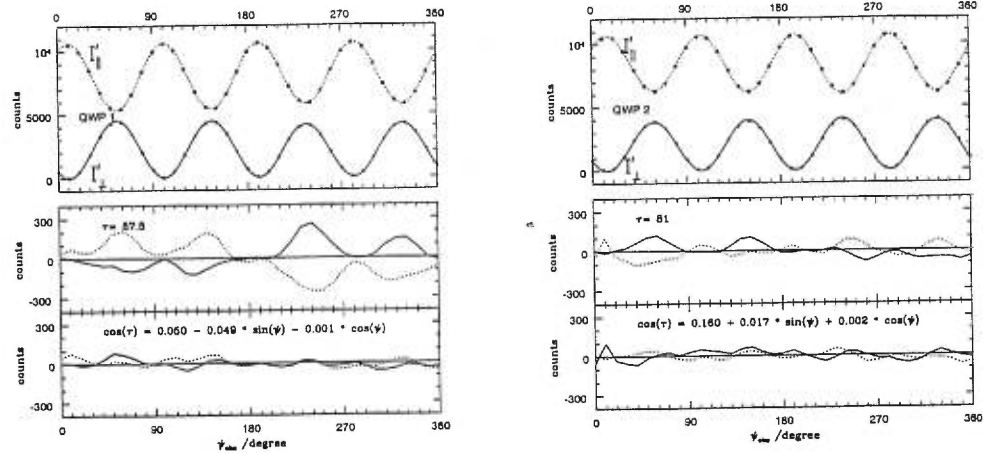 0 90 180 270 360
10⁴
5000
0
counts
I'∥
QWP 1
I'⊥
300
0
-300
counts
τ= 87.5
300
0
-300
counts
cos(τ) = 0.050 - 0.049 * sin(ψ) - 0.001 * cos(ψ)
0 90 180 270 360
/degree
0 90 180 270 360
10⁴
5000
0
counts
I'∥
QWP 2
I'⊥
300
0
-300
counts
τ = 81
300
0
-300
counts
cos(τ) = 0.160 + 0.017 * sin(ψ) + 0.002 * cos(ψ)
0 90 180 270 360
/degree